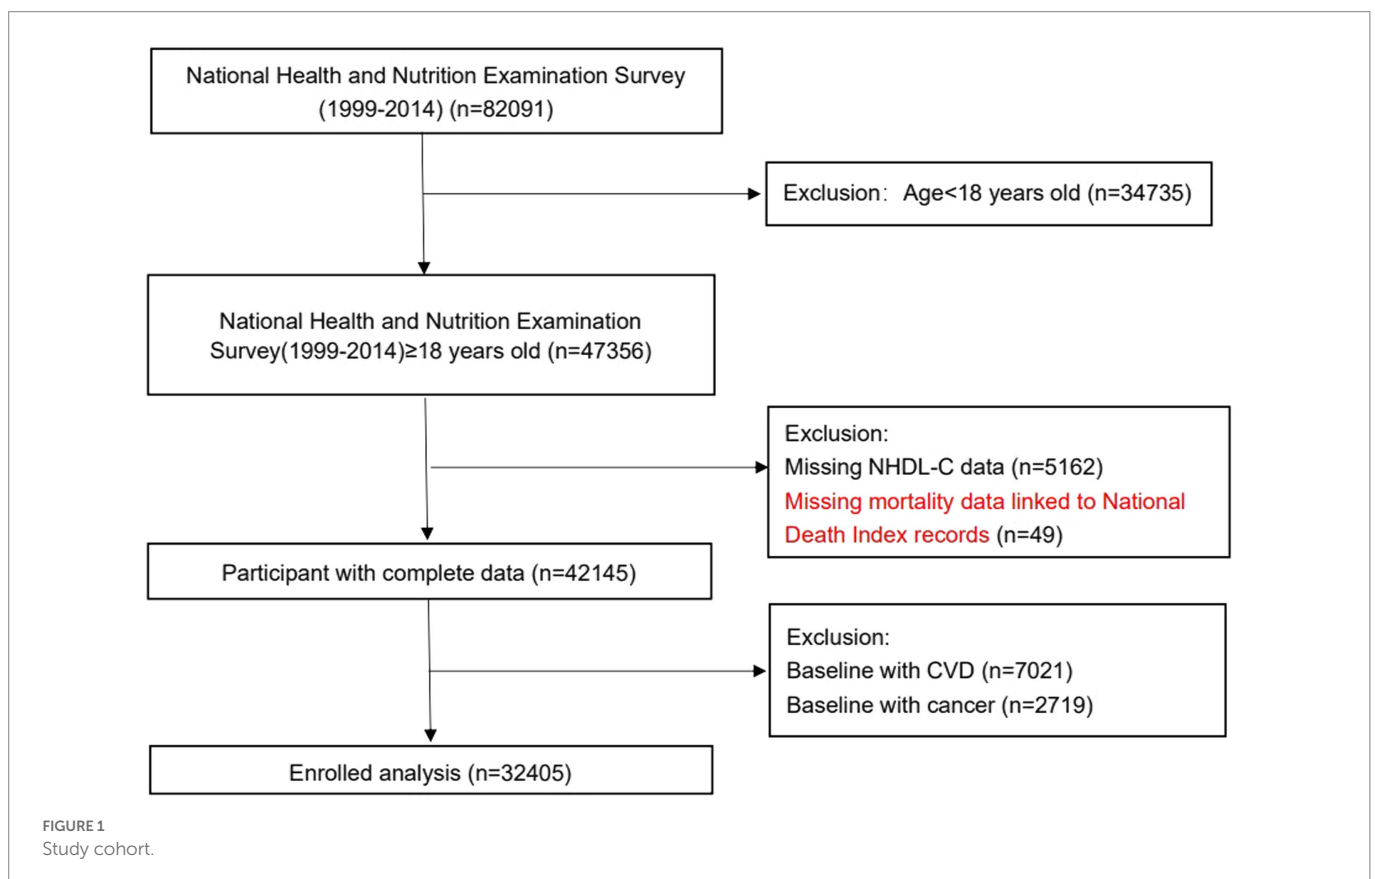 National Health and Nutrition Examination Survey
(1999-2014) (n=82091)
Exclusion： Age<18 years old (n=34735)
National Health and Nutrition Examination
Survey(1999-2014)≥18 years old (n=47356)
Exclusion:
Missing NHDL-C data (n=5162)
Missing mortality data linked to National
Death Index records (n=49)
Participant with complete data (n=42145)
Exclusion:
Baseline with CVD (n=7021)
Baseline with cancer (n=2719)
Enrolled analysis (n=32405)
FIGURE 1
Study cohort.